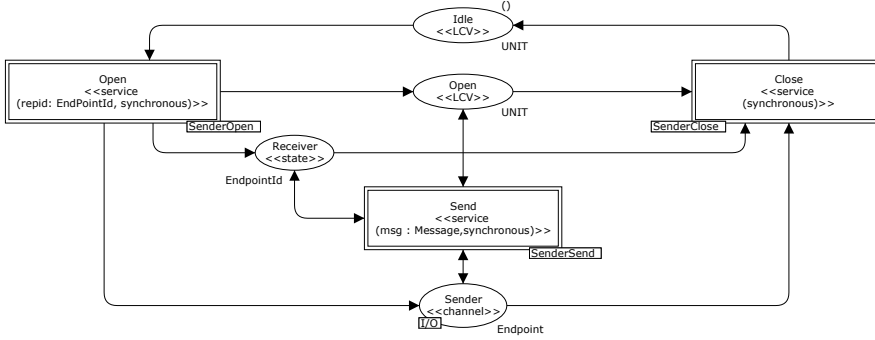 ()
Idle
<<LCV>>
UNIT
Open
<<service
(repid: EndPointId, synchronous)>>
SenderOpen
Open
<<LCV>>
UNIT
Close
<<service
(synchronous)>>
SenderClose
Receiver
<<state>>
EndpointId
Send
<<service
(msg : Message,synchronous)>>
SenderSend
Sender
<<channel>>
I/O
Endpoint